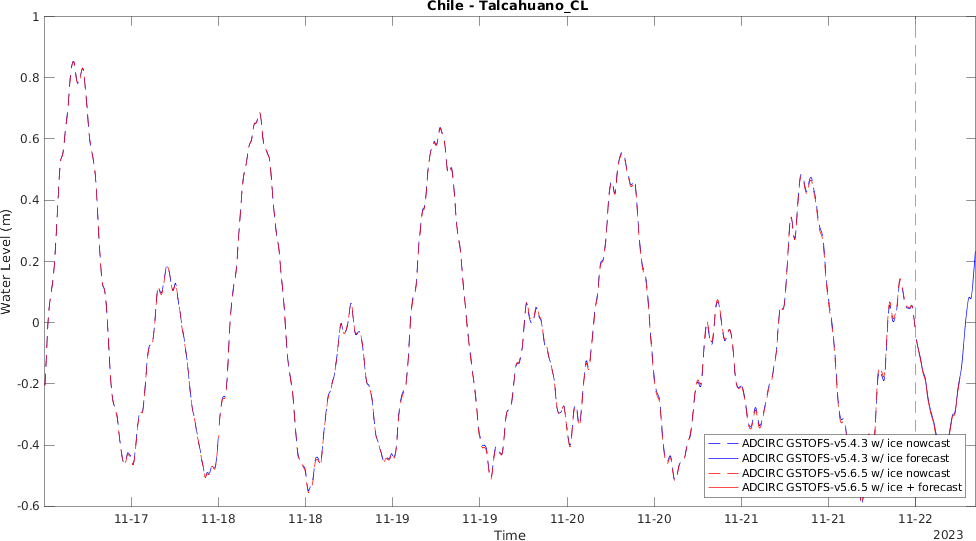 Chile - Talcahuano_CL
Water Level (m)
1
0.8
0.6
0.4
0.2
0
-0.2
-0.4
-0.6
ADCIRC GSTOFS-v5.4.3 w/ ice nowcast
ADCIRC GSTOFS-v5.4.3 w/ ice forecast
ADCIRC GSTOFS-v5.6.5 w/ ice nowcast
ADCIRC GSTOFS-v5.6.5 w/ ice + forecast
11-17 11-18 11-18 11-19 11-19 11-20 11-20 11-21 11-21 11-22
Time
2023